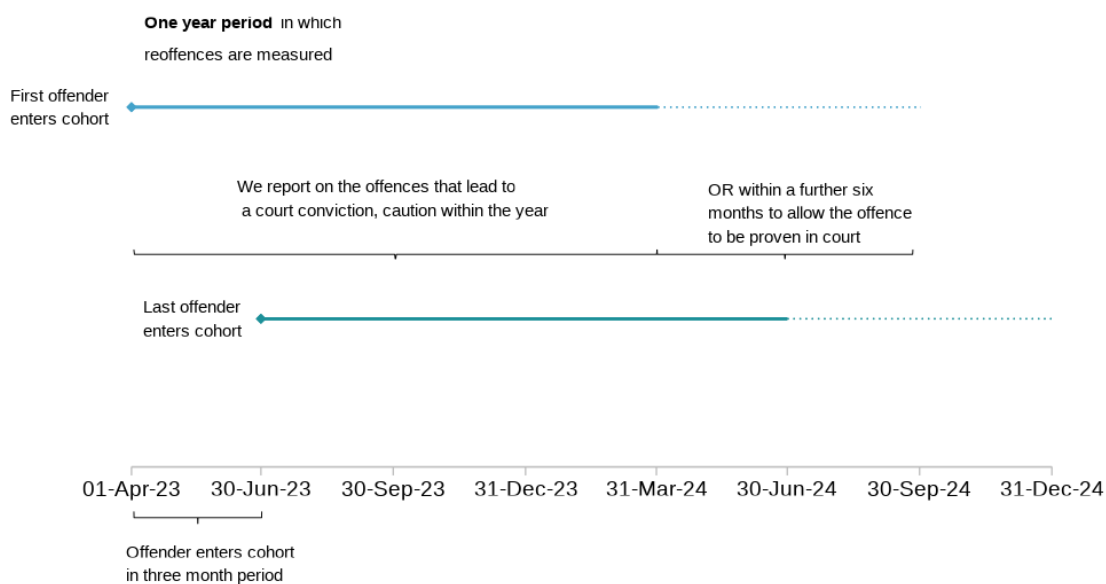 One year period in which
reoffences are measured
First offender
enters cohort
We report on the offences that lead to
a court conviction, caution within the year
OR within a further six
months to allow the offence
to be proven in court
Last offender
enters cohort
01-Apr-23 30-Jun-23 30-Sep-23 31-Dec-23 31-Mar-24 30-Jun-24 30-Sep-24 31-Dec-24
Offender enters cohort
in three month period